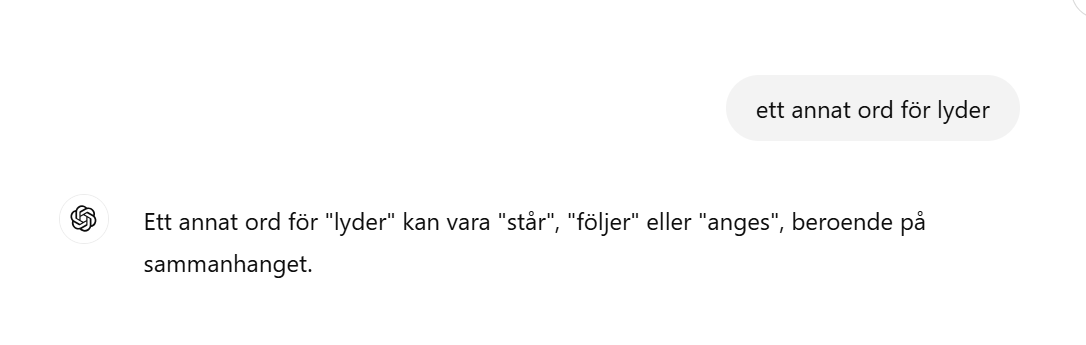 ett annat ord för lyder
Ett annat ord för "lyder" kan vara "står", "följer" eller "anges", beroende på
sammanhanget.